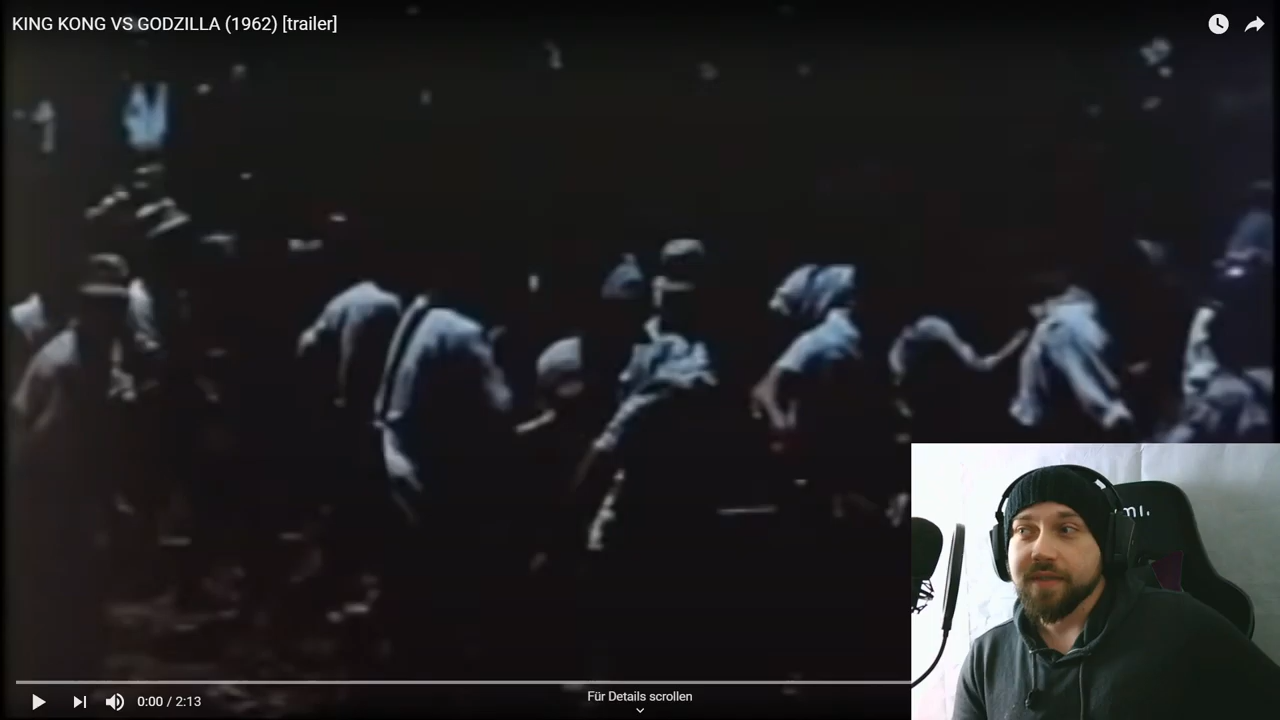 KING KONG VS GODZILLA (1962) [trailer]
0:00 / 2:13
Für Details scrollen